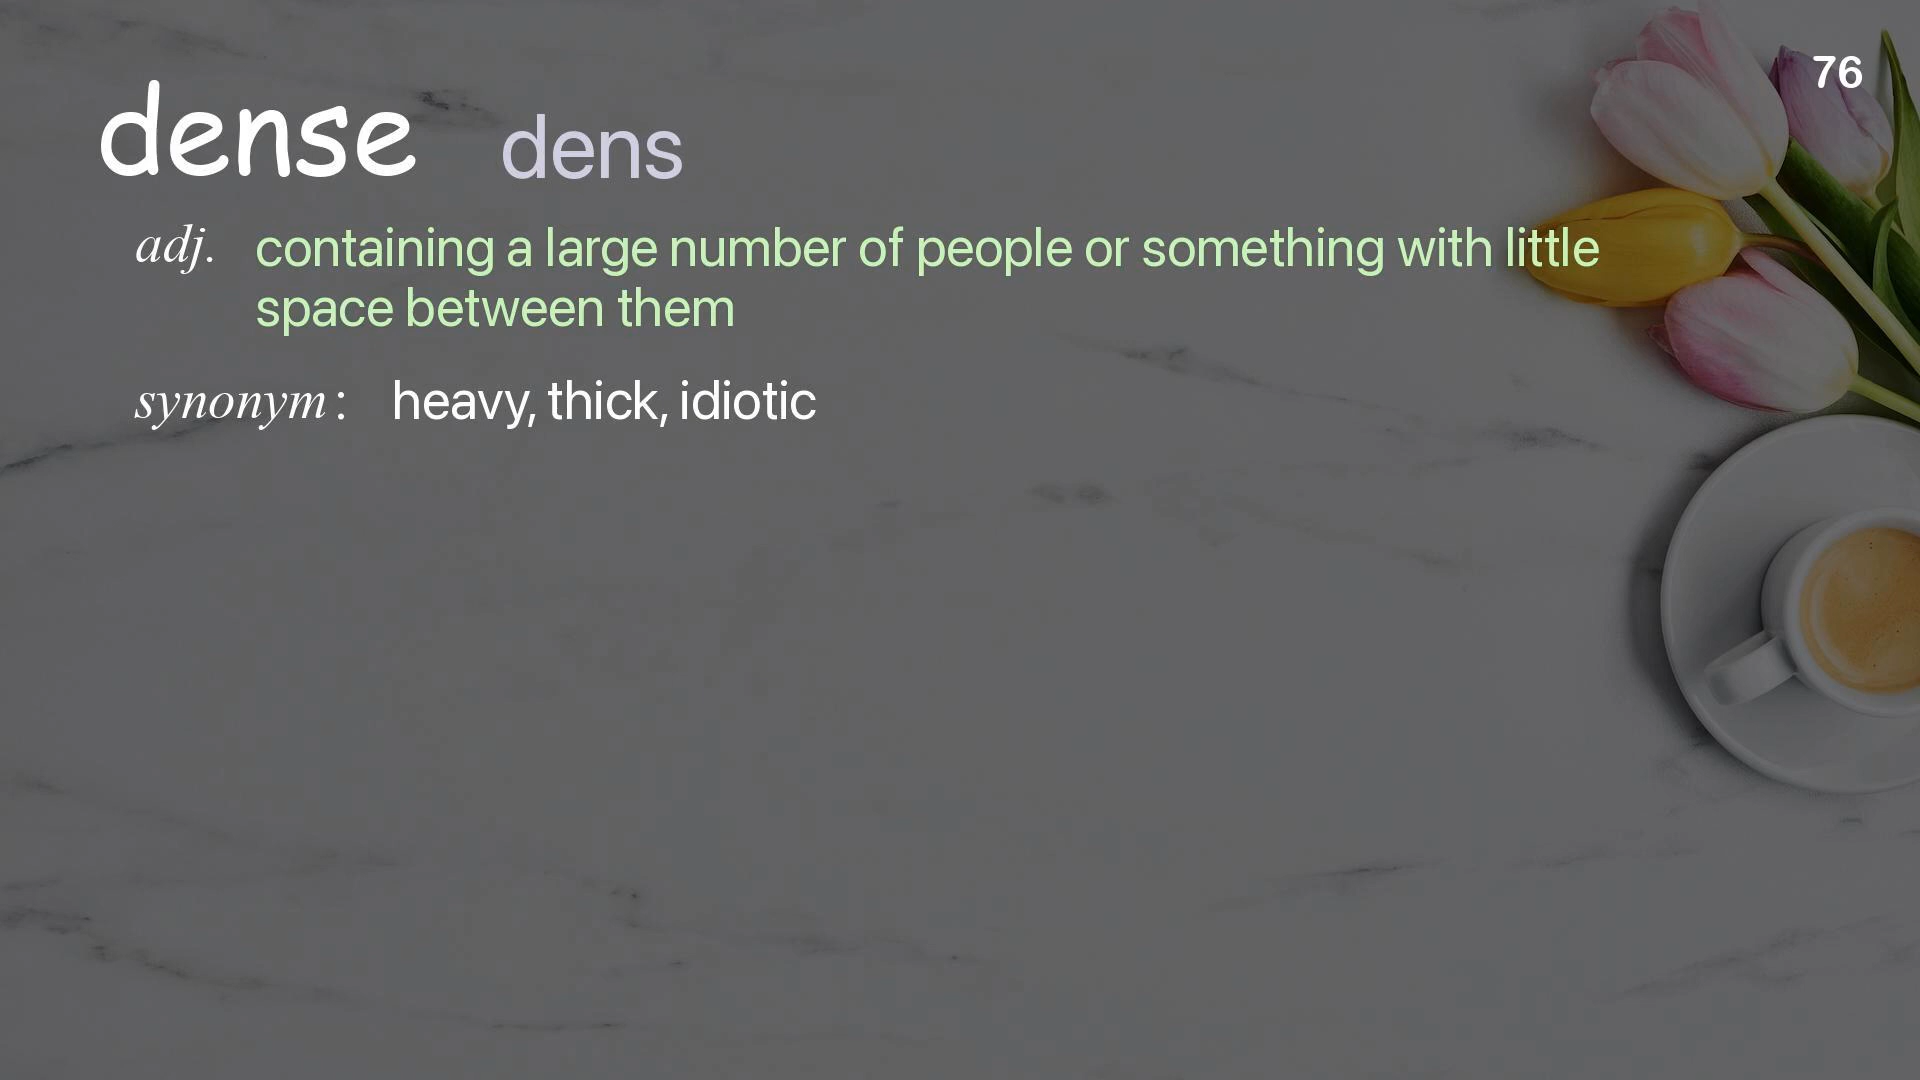 76
dense dens
adj. containing a large number of people or something with little
space between them
synonym : heavy, thick, idiotic